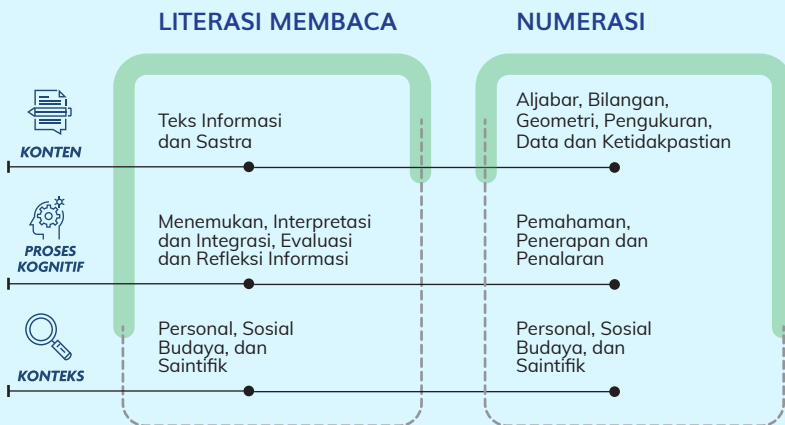 LITERASI MEMBACA
NUMERASI
KONTEN
Teks Informasi
dan Sastra
Aljabar, Bilangan,
Geometri, Pengukuran,
Data dan Ketidakpastian
PROSES
KOGNITIF
Menemukan, Interpretasi
dan Integrasi, Evaluasi
dan Refleksi Informasi
Pemahaman,
Penerapan dan
Penalaran
KONTEKS
Personal, Sosial
Budaya, dan
Saintifik
Personal, Sosial
Budaya, dan
Saintifik